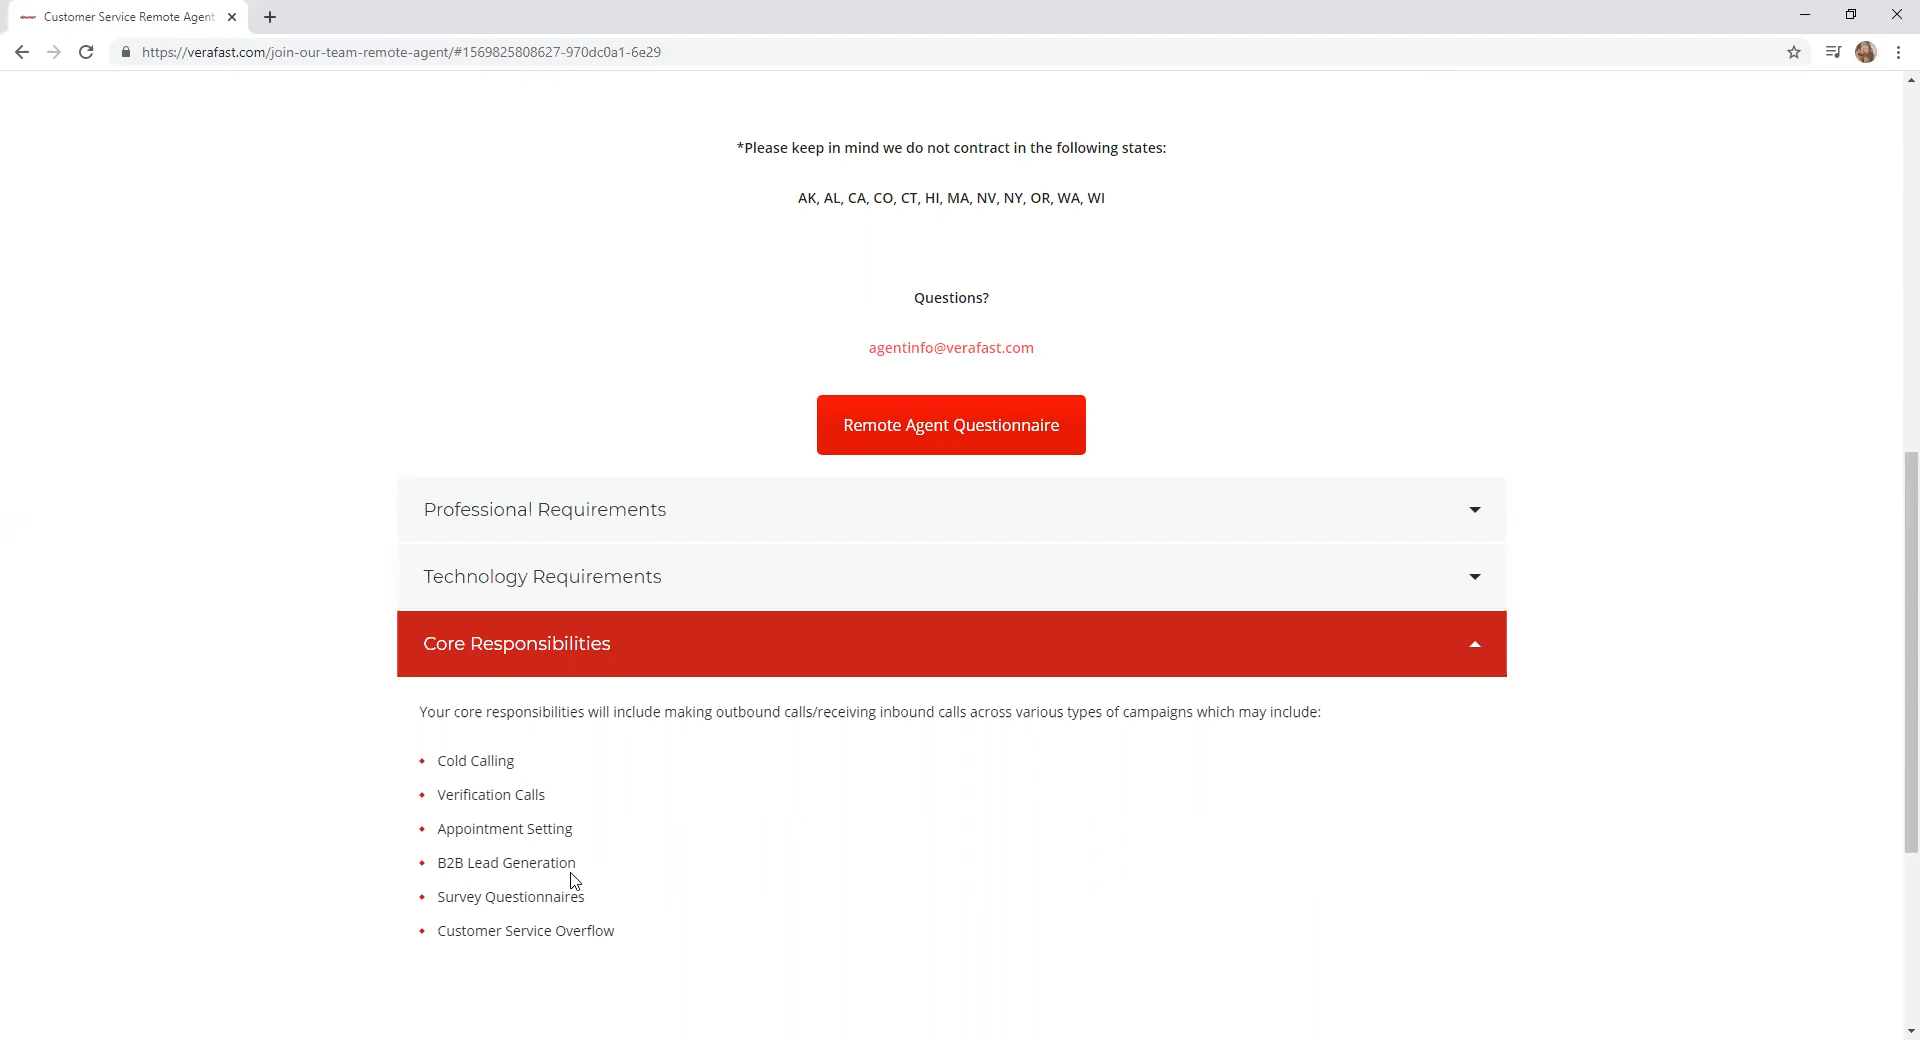 Customer Service Remote Agent
https://verafast.com/join-our-team-remote-agent/#1569825808627-970dc0a1-6e29
*Please keep in mind we do not contract in the following states:
AK, AL, CA, CO, CT, HI, MA, NV, NY, OR, WA, WI
Questions?
agentinfo@verafast.com
Remote Agent Questionnaire
Professional Requirements
Technology Requirements
Core Responsibilities
Your core responsibilities will include making outbound calls/receiving inbound calls across various types of campaigns which may include:
Cold Calling
Verification Calls
Appointment Setting
B2B Lead Generation
Survey Questionnaires
Customer Service Overflow